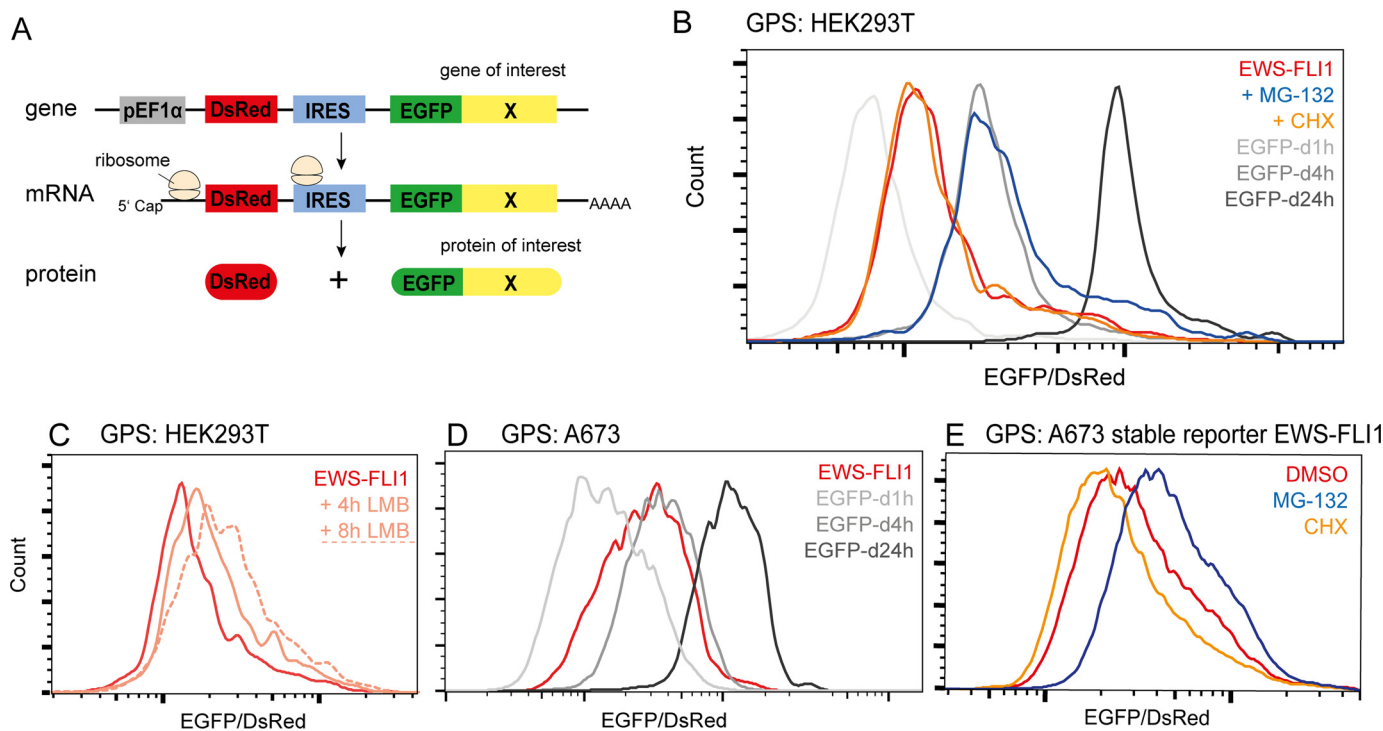 A
gene of interest
gene
pEF1α
DsRed
IRES
EGFP
X
ribosome
mRNA
5' Cap
DsRed
IRES
EGFP
X
AAAA
protein of interest
protein
DsRed
+
EGFP
X
B
GPS: HEK293T
EWS-FLI1
+ MG-132
+ CHX
EGFP-d1h
EGFP-d4h
EGFP-d24h
Count
EGFP/DsRed
C
GPS: HEK293T
EWS-FLI1
+ 4h LMB
+ 8h LMB
Count
EGFP/DsRed
D
GPS: A673
EWS-FLI1
EGFP-d1h
EGFP-d4h
EGFP-d24h
EGFP/DsRed
E
GPS: A673 stable reporter EWS-FLI1
DMSO
MG-132
CHX
EGFP/DsRed